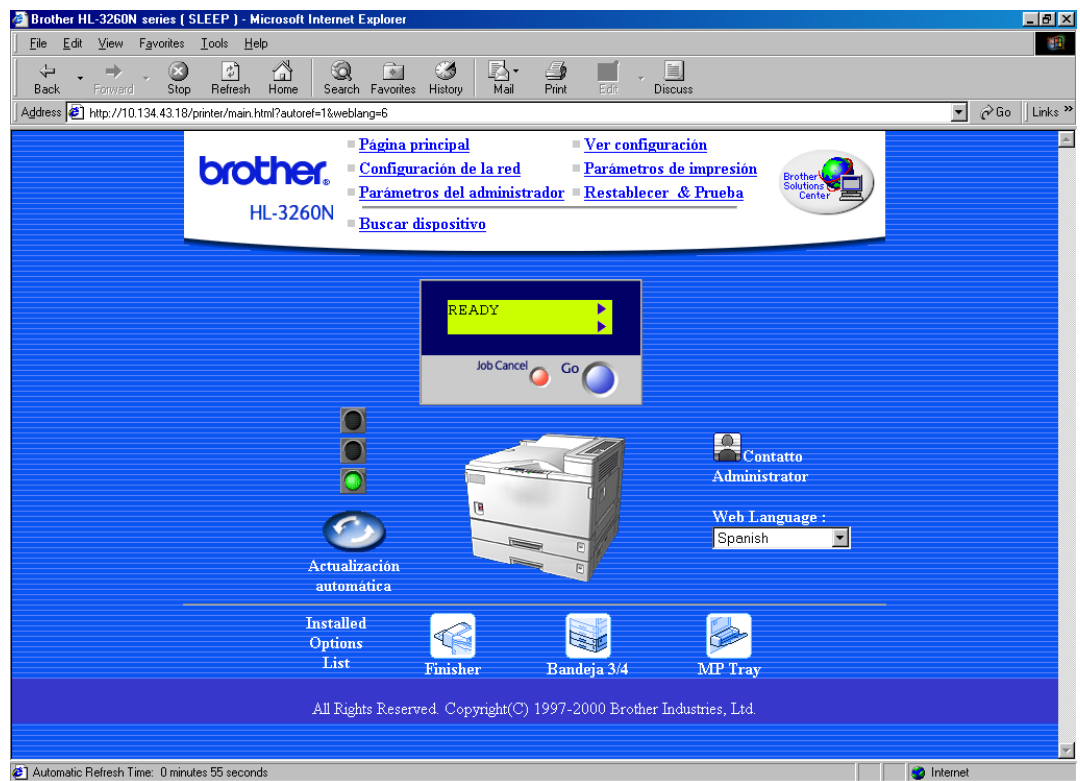 Brother HL-3260N series ( SLEEP ) - Microsoft Internet Explorer
File Edit View Favorites Tools Help
Back Forward Stop Refresh Home Search Favorites History Mail Print Edit Discuss
Address http://10.134.43.18/printer/main.html?autoref=1&weblang=6 Go Links »
brother®
HL-3260N
Página principal
Ver configuración
Configuración de la red
Parámetros de impresión
Parámetros del administrador
Restablecer & Prueba
Buscar dispositivo
Brother
Solutions
Center
READY
Job Cancel
Go
Contatto
Administrator
Web Language :
Spanish
Actualización
automática
Installed
Options
List
Finisher
Bandeja 3/4
MP Tray
All Rights Reserved. Copyright(C) 1997-2000 Brother Industries, Ltd.
Automatic Refresh Time: 0 minutes 55 seconds
Internet